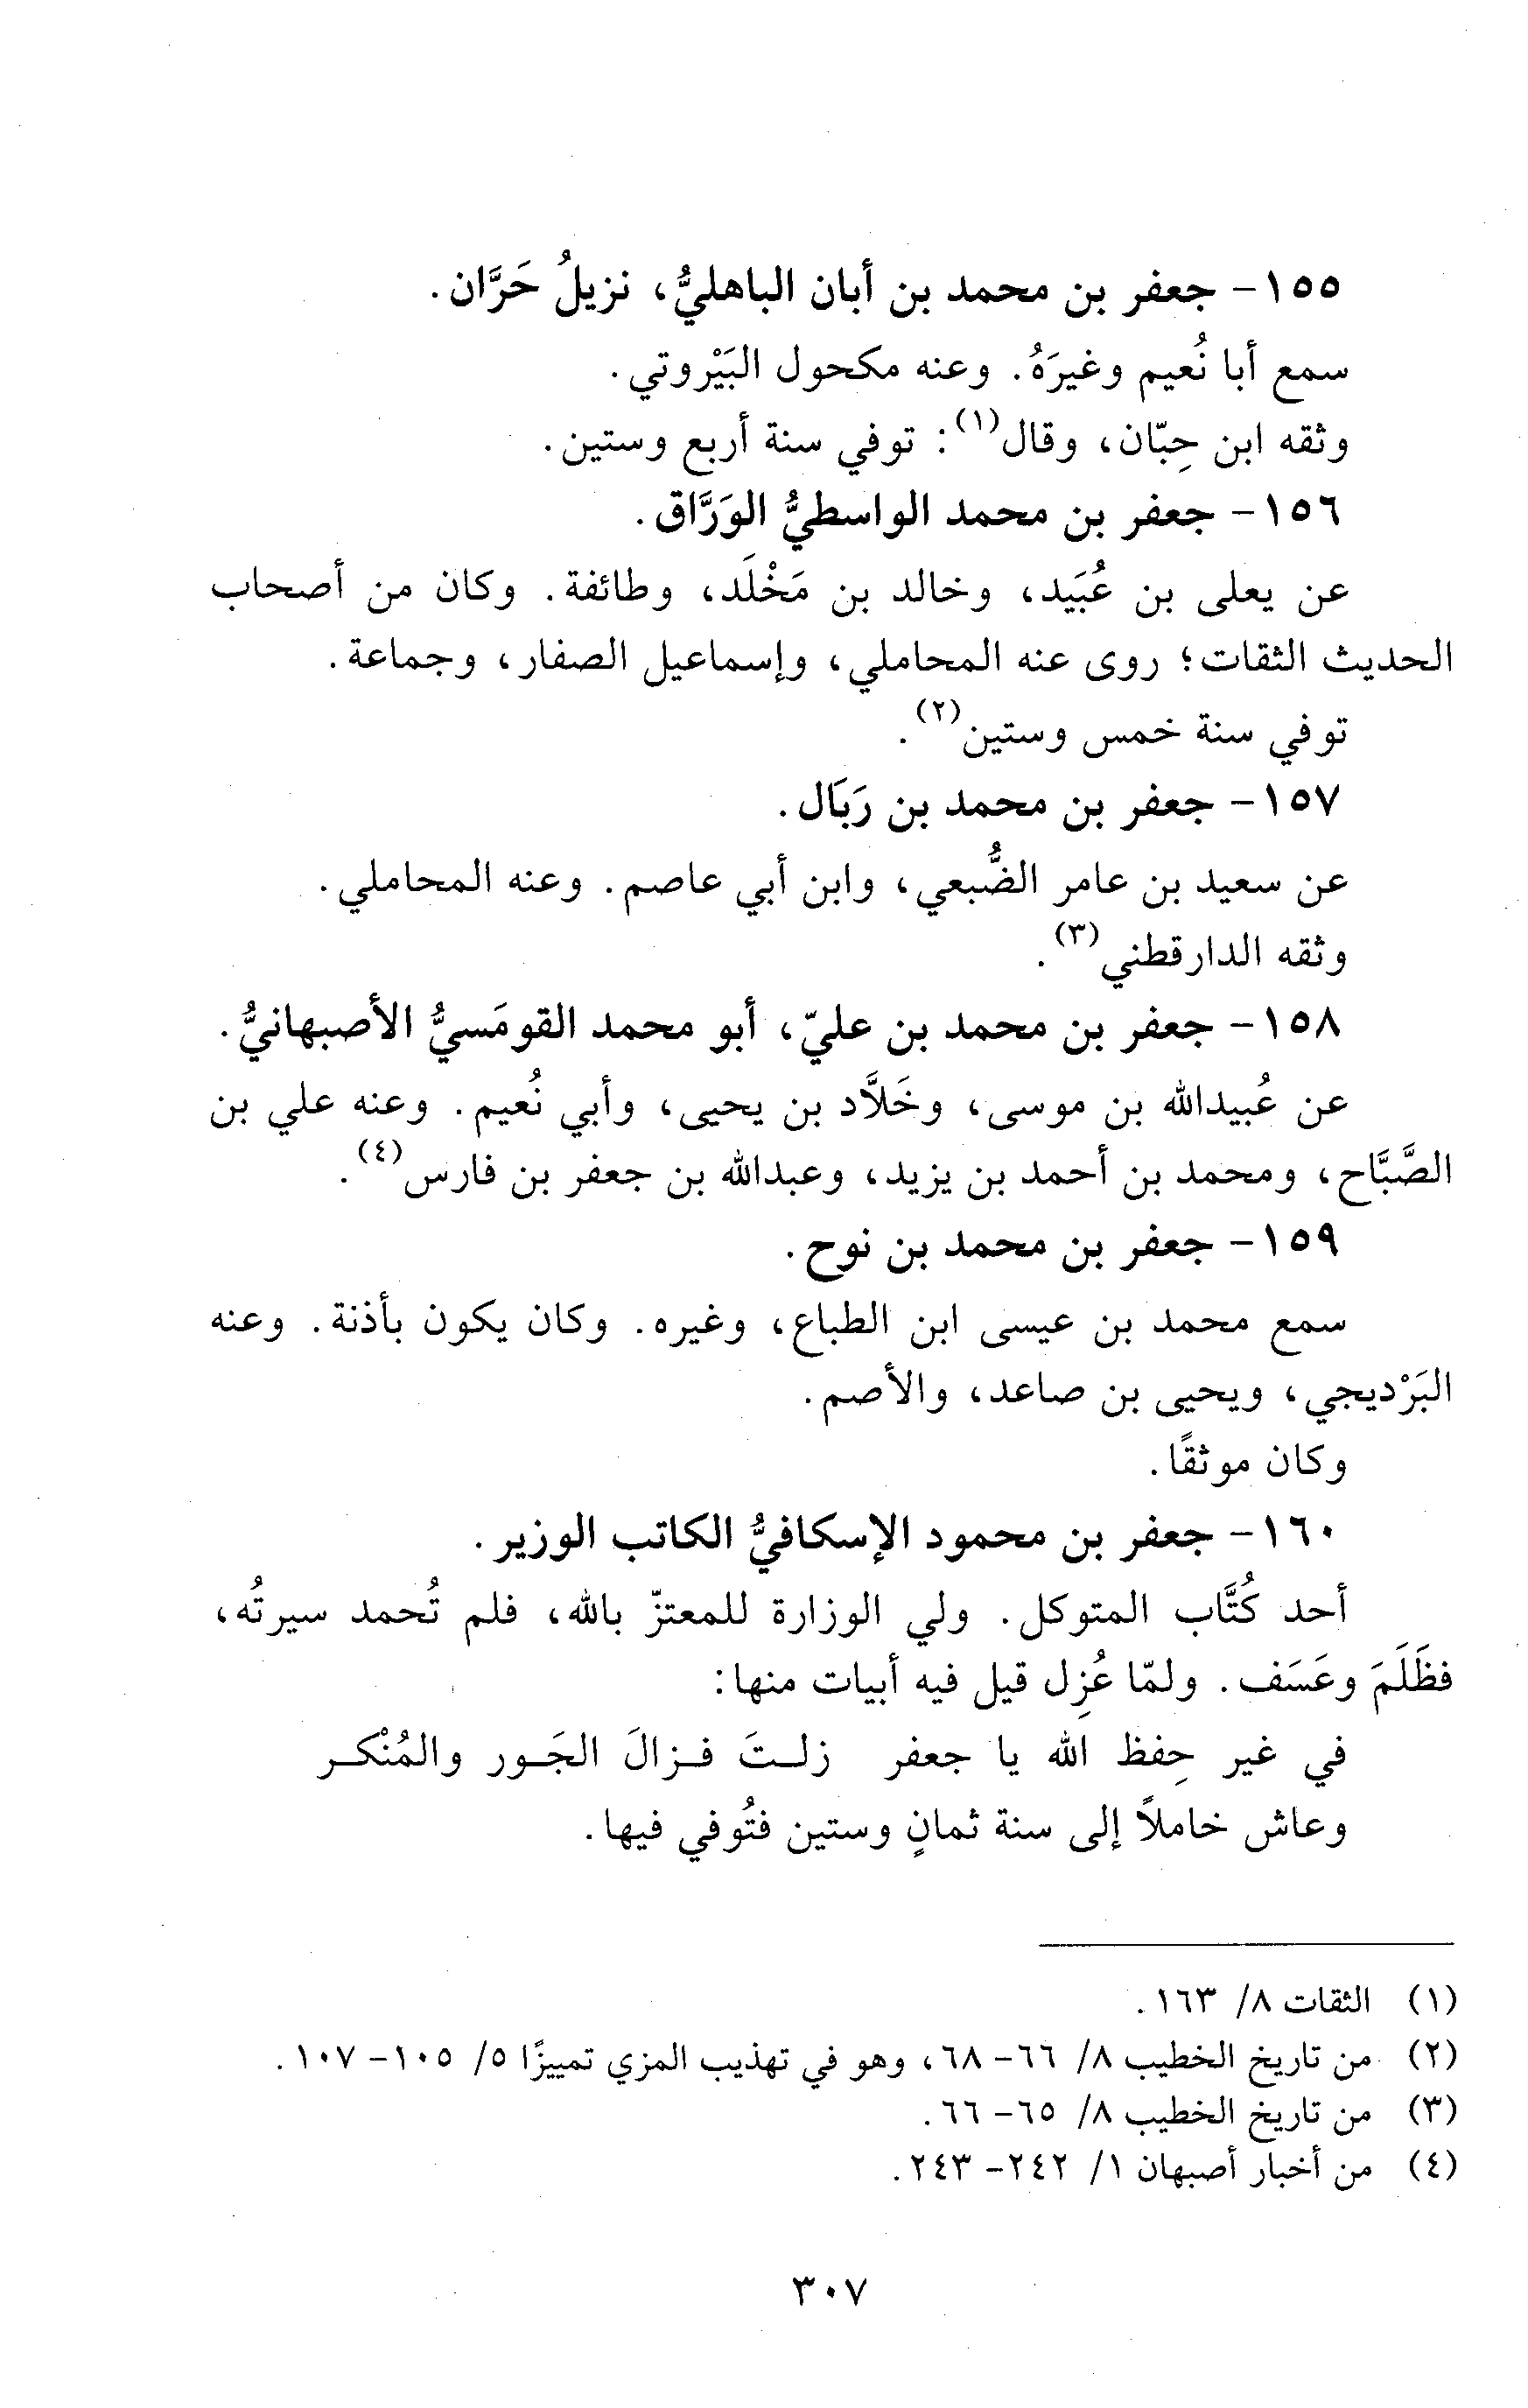 ١٥٥ - جعفر بن محمد بن أبان الباهليُّ، نزيلُ حَرَّان.
سمع أبا نُعيم وغيرَهُ. وعنه مكحول البَيْروتي.
وثقه ابن حِبّان، وقال(١): توفي سنة أربع وستين.
١٥٦ - جعفر بن محمد الواسطيُّ الوَرَّاق.
عن يعلى بن عُبَيد، وخالد بن مَخْلَد، وطائفة. وكان من أصحاب
الحديث الثقات؛ روى عنه المحاملي، وإسماعيل الصفار، وجماعة.
توفي سنة خمس وستين(٢).
١٥٧ - جعفر بن محمد بن رَبَال.
عن سعيد بن عامر الضُّبعي، وابن أبي عاصم. وعنه المحاملي.
وثقه الدارقطني(٣).
١٥٨ - جعفر بن محمد بن عليّ، أبو محمد القومَسيُّ الأصبهانيُّ.
عن عُبيدالله بن موسى، وخَلاَّد بن يحيى، وأبي نُعيم. وعنه علي بن
الصَّبَّاح، ومحمد بن أحمد بن يزيد، وعبدالله بن جعفر بن فارس(٤).
١٥٩ - جعفر بن محمد بن نوح.
سمع محمد بن عيسى ابن الطباع، وغيره. وكان يكون بأذنة. وعنه
البَرْديجي، ويحيى بن صاعد، والأصم.
وكان موثقًا.
١٦٠ - جعفر بن محمود الإسكافيُّ الكاتب الوزير.
أحد كُتَّاب المتوكل. ولي الوزارة للمعتزّ بالله، فلم تُحمد سيرتُه،
فظَلَمَ وعَسَف. ولمّا عُزِل قيل فيه أبيات منها:
في غير حِفظ الله يا جعفر زلـتَ فـزالَ الجَـور والمُنْكـر
وعاش خاملاً إلى سنة ثمانٍ وستين فتُوفي فيها.
(١) الثقات ٨/ ١٦٣.
(٢) من تاريخ الخطيب ٨/ ٦٦- ٦٨، وهو في تهذيب المزي تمييزًا ٥/ ١٠٥- ١٠٧.
(٣) من تاريخ الخطيب ٨/ ٦٥- ٦٦.
(٤) من أخبار أصبهان ١/ ٢٤٢- ٢٤٣.
٣٠٧